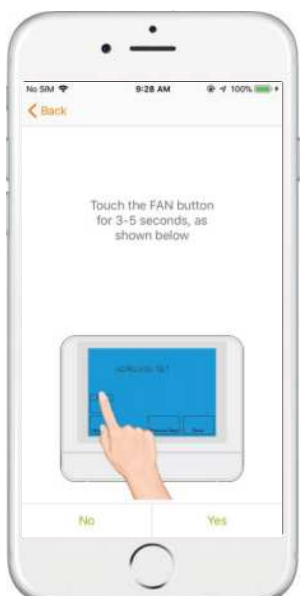 No SIM
9:28 AM
100%
Back
Touch the FAN button
for 3-5 seconds, as
shown below
No
Yes